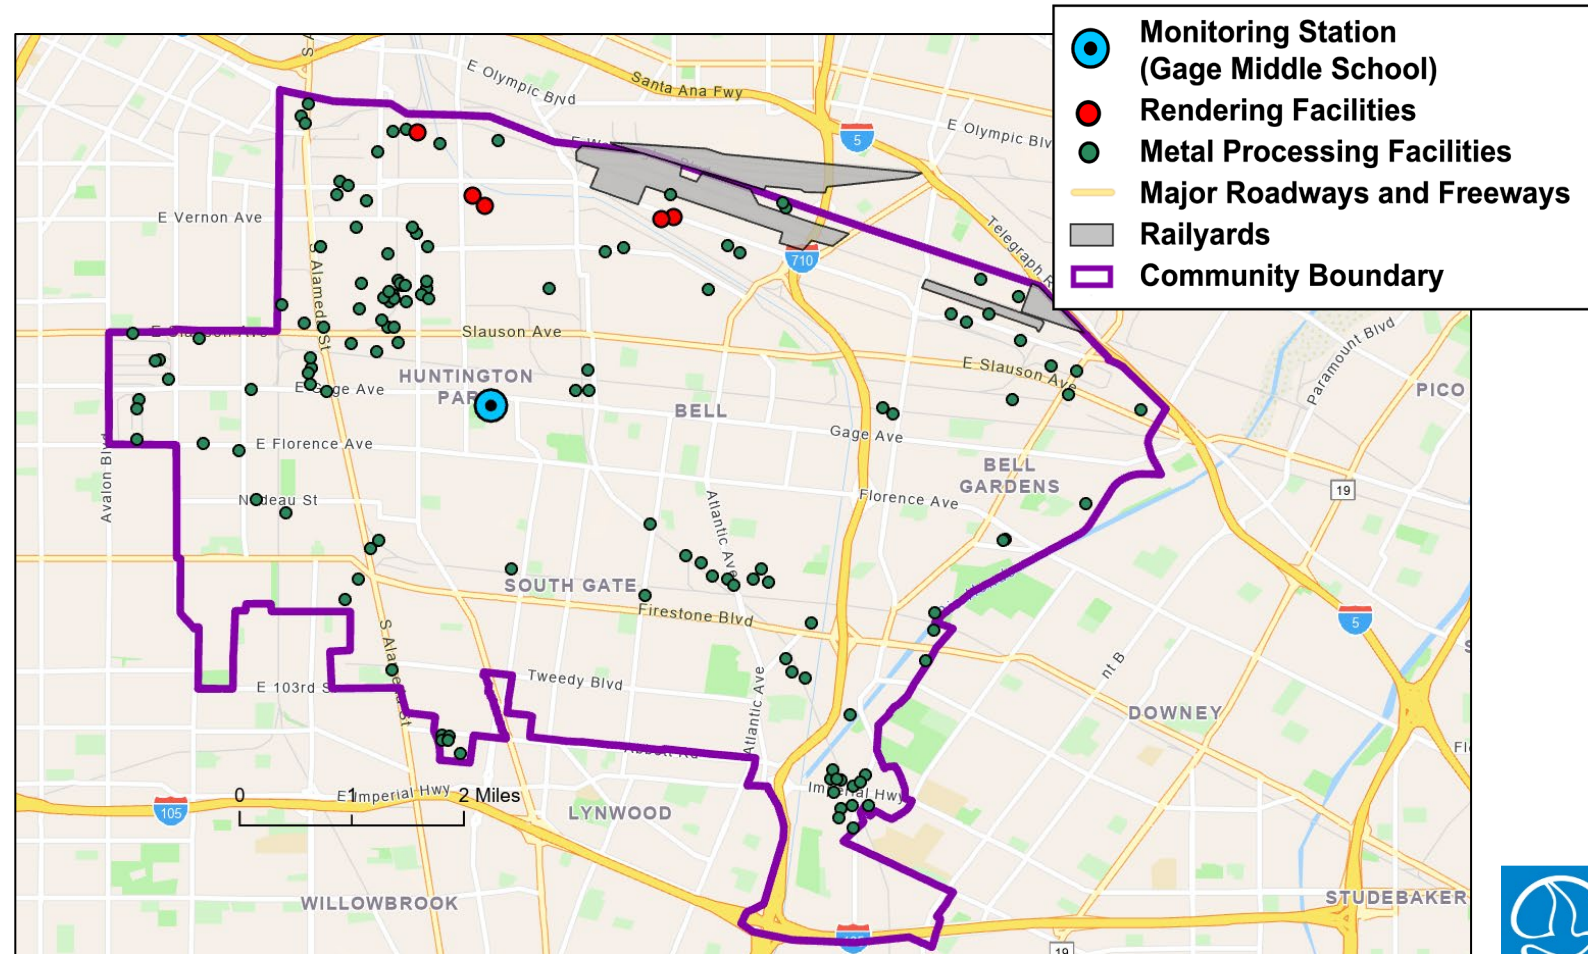 Monitoring Station
(Gage Middle School)
Rendering Facilities
Metal Processing Facilities
Major Roadways and Freeways
Railyards
Community Boundary
E Olympic Blvd
Santa Ana Fwy
5
E Olympic Blv
E Vernon Ave
Telegraph R
710
S Alameda St
Slauson Ave
E Slauson Ave
Paramount Blvd
HUNTINGTON
PAR
E Gage Ave
BELL
PICO
Gage Ave
E Florence Ave
BELL
GARDENS
Avalon Blvd
Florence Ave
19
Atlantic Ave
SOUTH GATE
Firestone Blvd
5
S Alameda St
Tweedy Blvd
E 103rd S
nt B
DOWNEY
Atlantic Ave
Abbott Rd
0 1 2 Miles
E Imperial Hwy
Imperial Hwy
105
LYNWOOD
WILLOWBROOK
STUDEBAKER
19